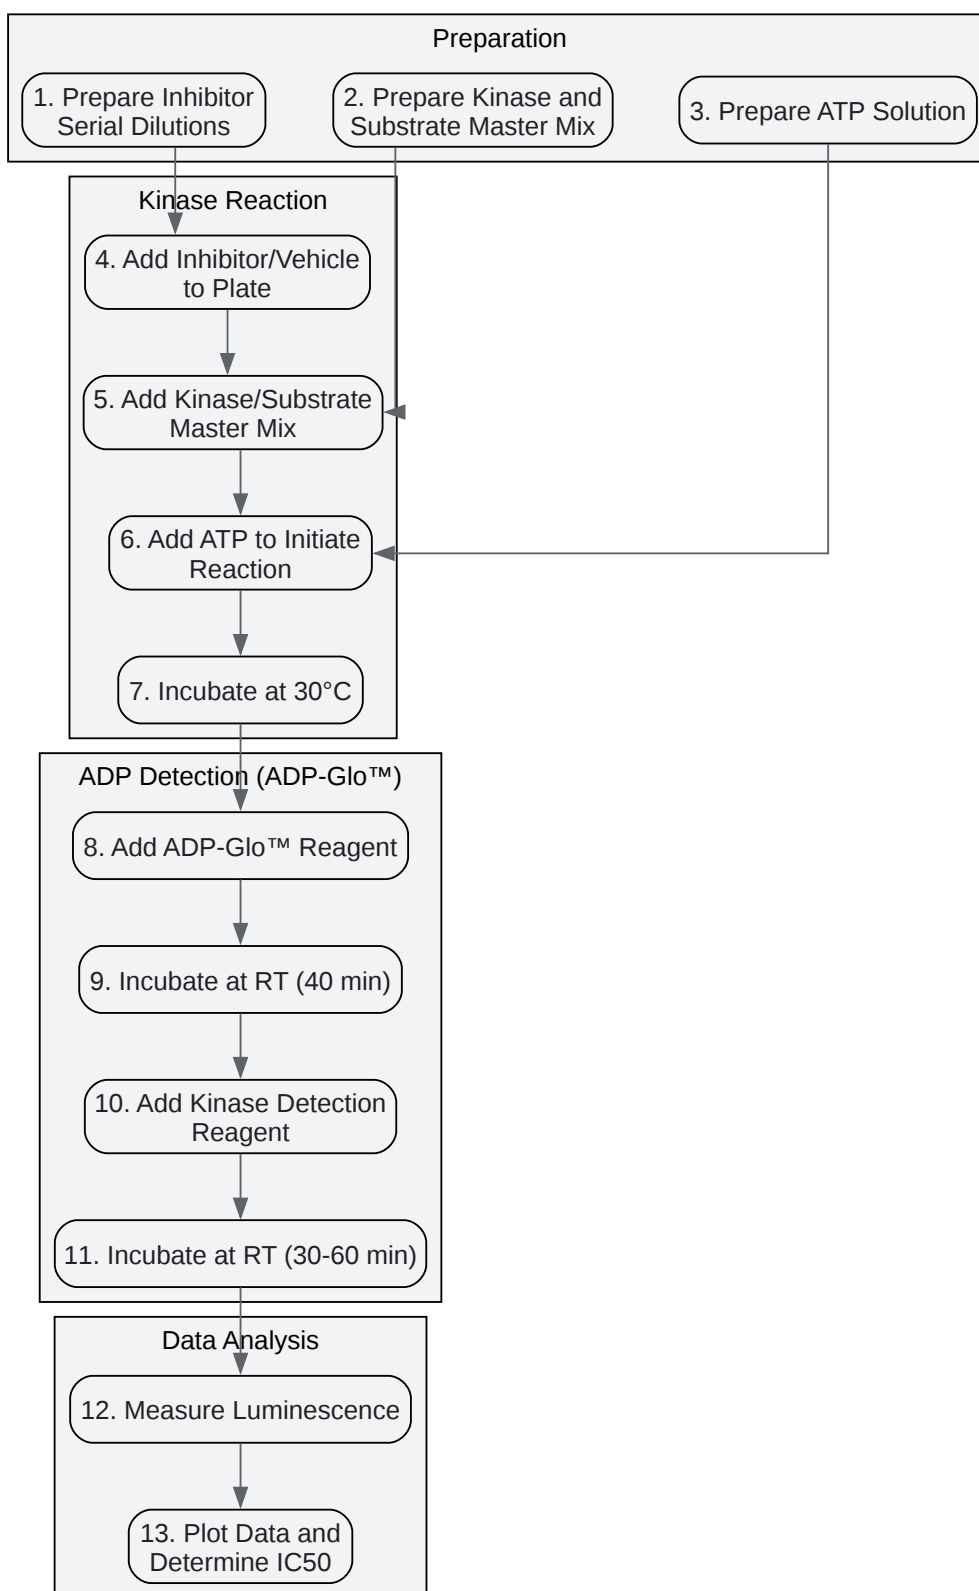 Preparation
1. Prepare Inhibitor
Serial Dilutions
2. Prepare Kinase and
Substrate Master Mix
3. Prepare ATP Solution
Kinase Reaction
4. Add Inhibitor/Vehicle
to Plate
5. Add Kinase/Substrate
Master Mix
6. Add ATP to Initiate
Reaction
7. Incubate at 30°C
ADP Detection (ADP-Glo™)
8. Add ADP-Glo™ Reagent
9. Incubate at RT (40 min)
10. Add Kinase Detection
Reagent
11. Incubate at RT (30-60 min)
Data Analysis
12. Measure Luminescence
13. Plot Data and
Determine IC50